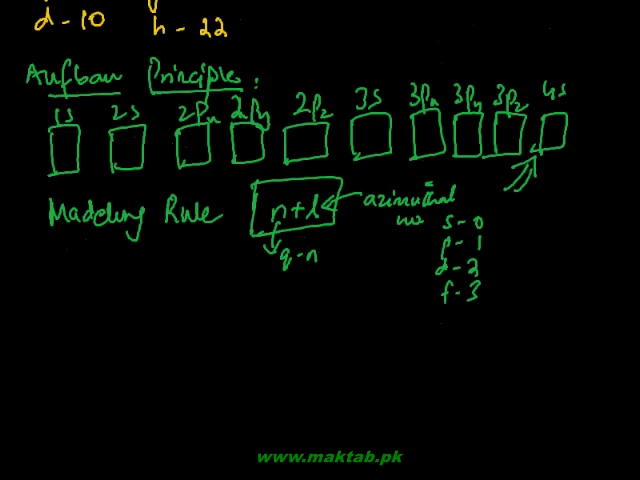 d - 10
h - 22
Aufbau Principle :
1s 2s 2px 2py 2pz 3s 3px 3py 3pz 4s
Madelung Rule n+l azimuthal no
q-n
s - 0
p - 1
d - 2
f - 3
www.maktab.pk